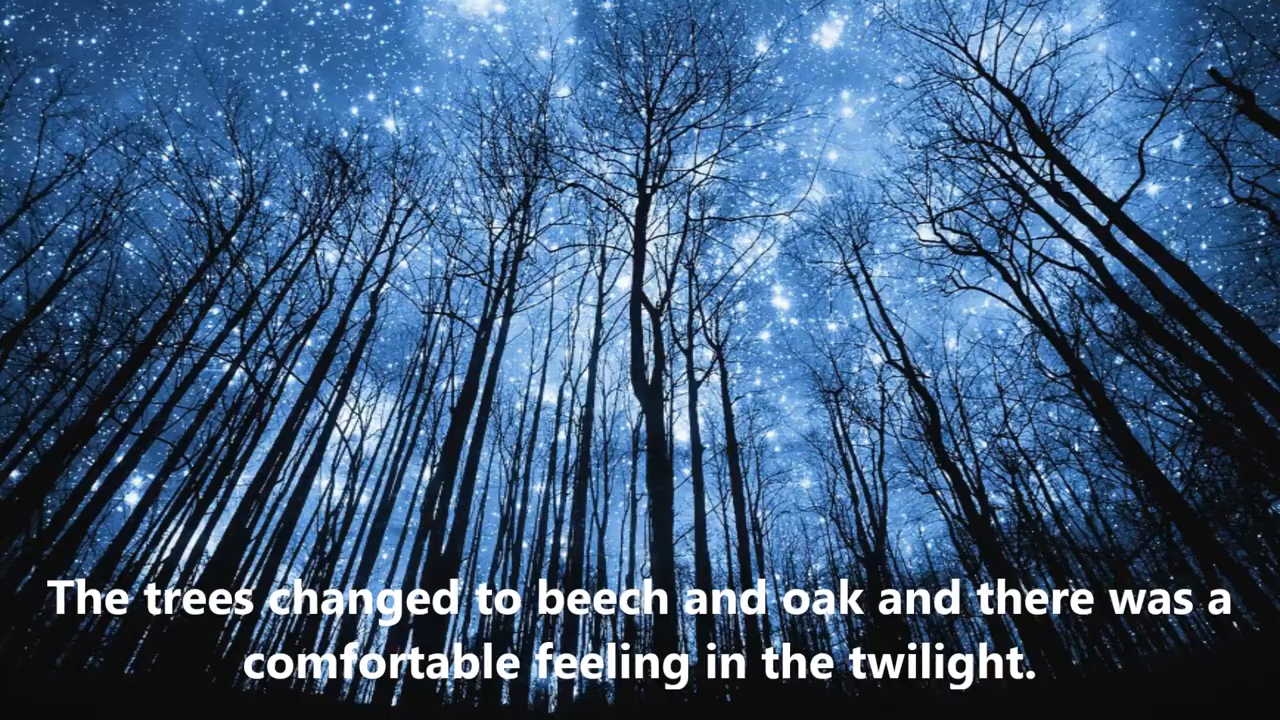 The trees changed to beech and oak and there was a
comfortable feeling in the twilight.